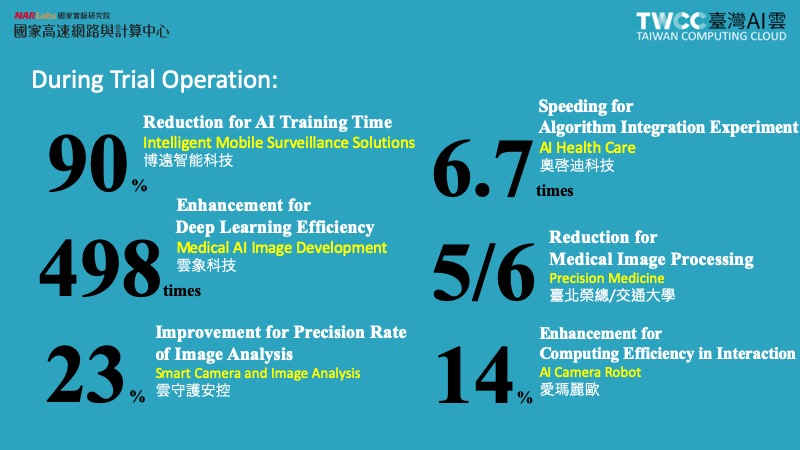 NARLabs 國家實驗研究院
國家高速網路與計算中心
TWCC 臺灣AI雲
TAIWAN COMPUTING CLOUD
During Trial Operation:
90%
Reduction for AI Training Time
Intelligent Mobile Surveillance Solutions
博遠智能科技
498 times
Enhancement for
Deep Learning Efficiency
Medical AI Image Development
雲象科技
23%
Improvement for Precision Rate
of Image Analysis
Smart Camera and Image Analysis
雲守護安控
6.7 times
Speeding for
Algorithm Integration Experiment
AI Health Care
奧啓迪科技
5/6
Reduction for
Medical Image Processing
Precision Medicine
臺北榮總/交通大學
14%
Enhancement for
Computing Efficiency in Interaction
AI Camera Robot
愛瑪麗歐